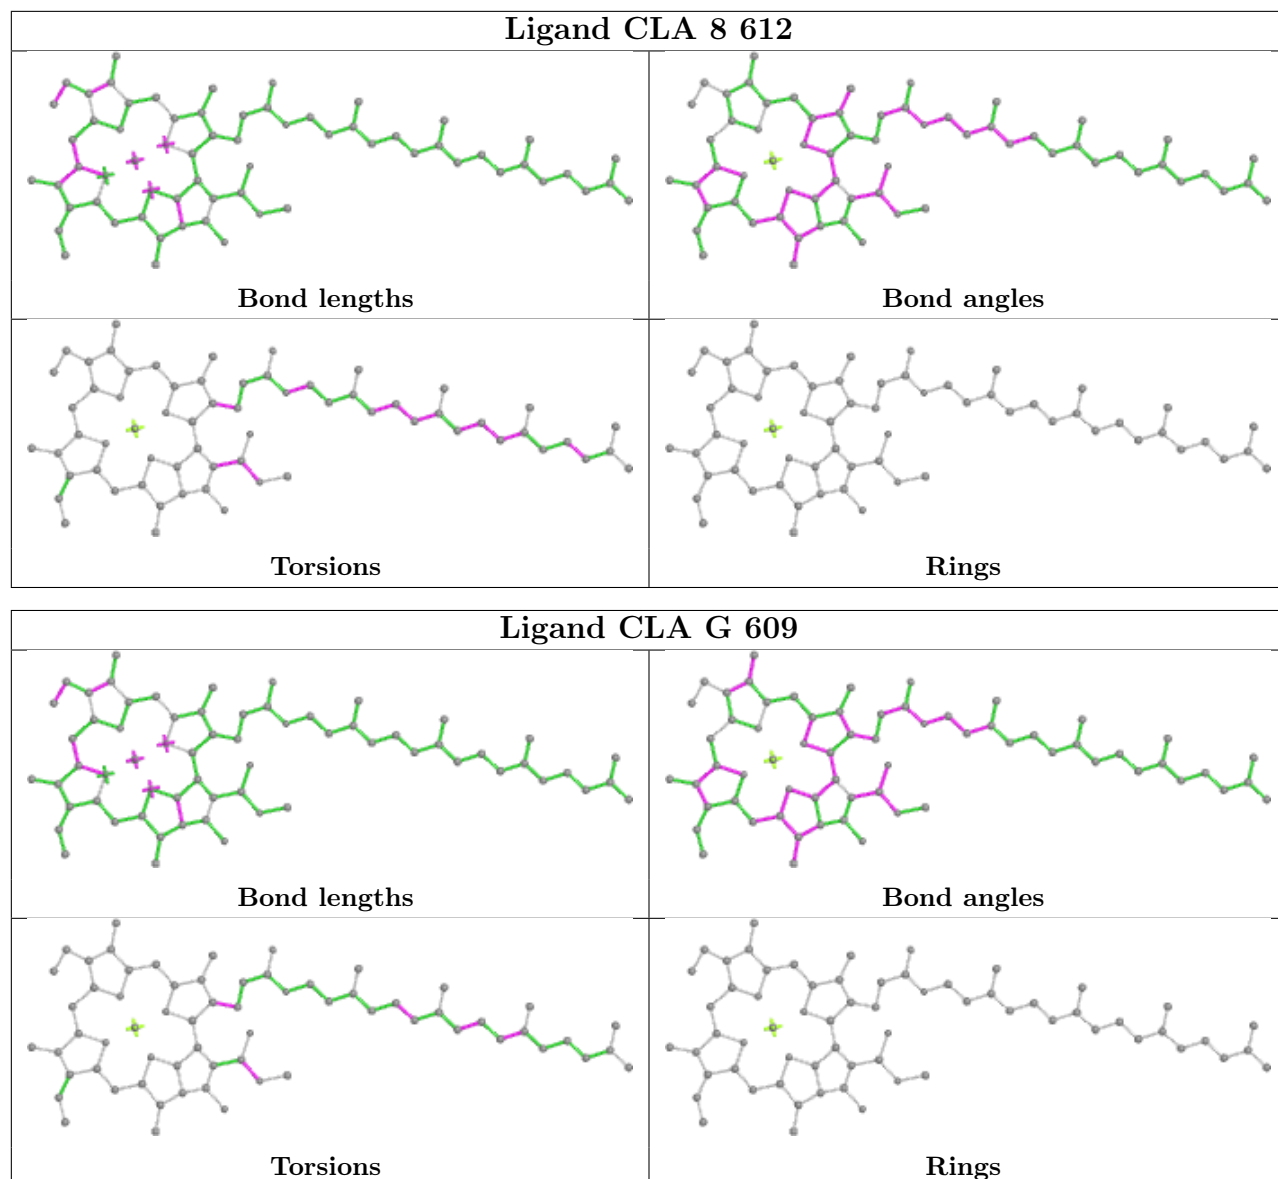 Ligand CLA 8 612
Bond lengths
Bond angles
Torsions
Rings
Ligand CLA G 609
Bond lengths
Bond angles
Torsions
Rings